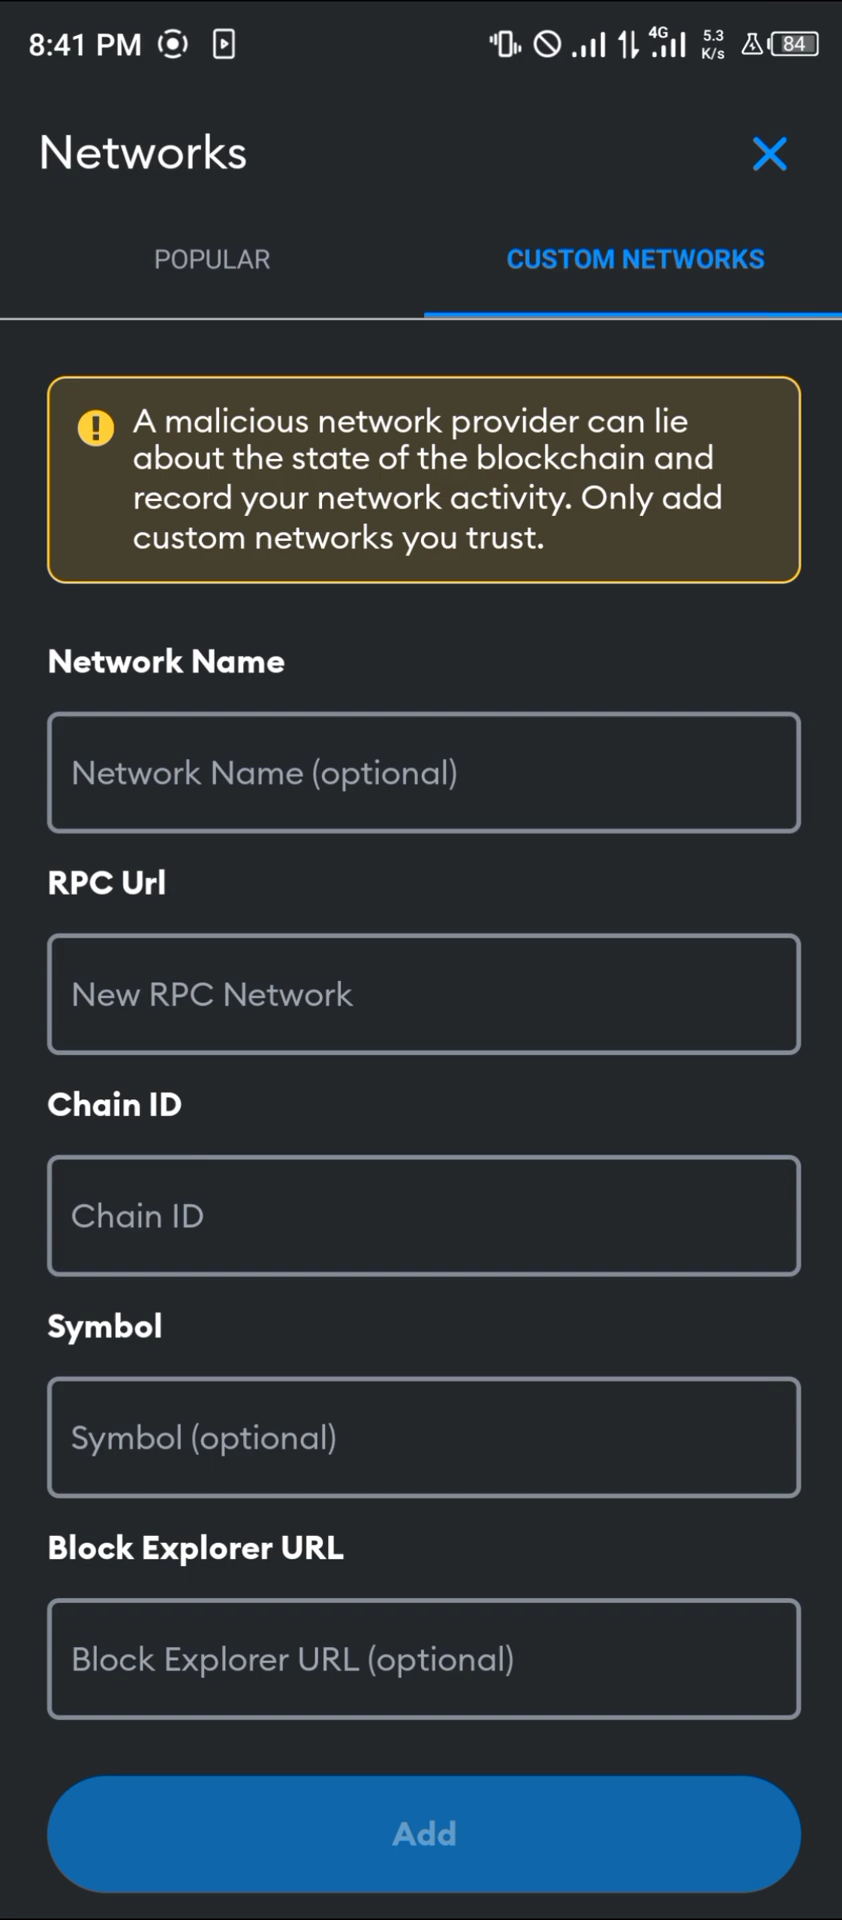 8:41 PM 4G 5.3 K/s 84
Networks
POPULAR CUSTOM NETWORKS
A malicious network provider can lie
about the state of the blockchain and
record your network activity. Only add
custom networks you trust.
Network Name
Network Name (optional)
RPC Url
New RPC Network
Chain ID
Chain ID
Symbol
Symbol (optional)
Block Explorer URL
Block Explorer URL (optional)
Add